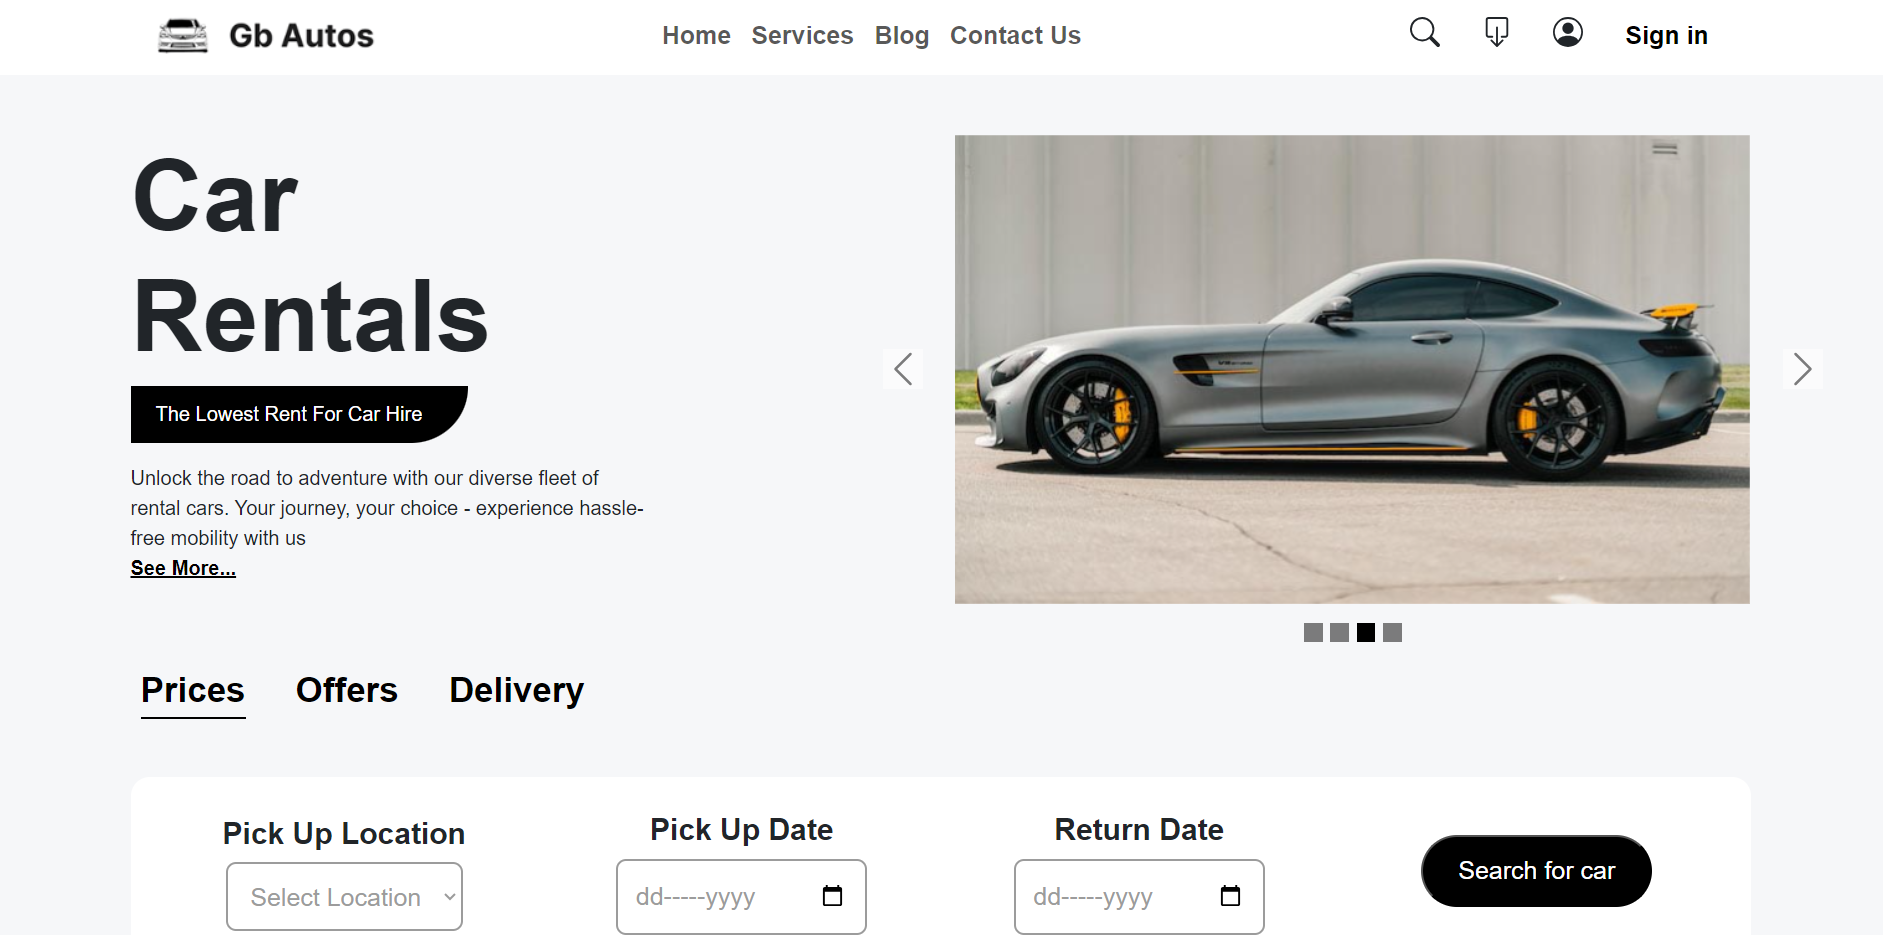 Gb Autos
Home Services Blog Contact Us
Sign in
Car
Rentals
The Lowest Rent For Car Hire
Unlock the road to adventure with our diverse fleet of
rental cars. Your journey, your choice - experience hassle-
free mobility with us
See More...
Prices Offers Delivery
Pick Up Location
Select Location
Pick Up Date
dd-----yyyy
Return Date
dd-----yyyy
Search for car